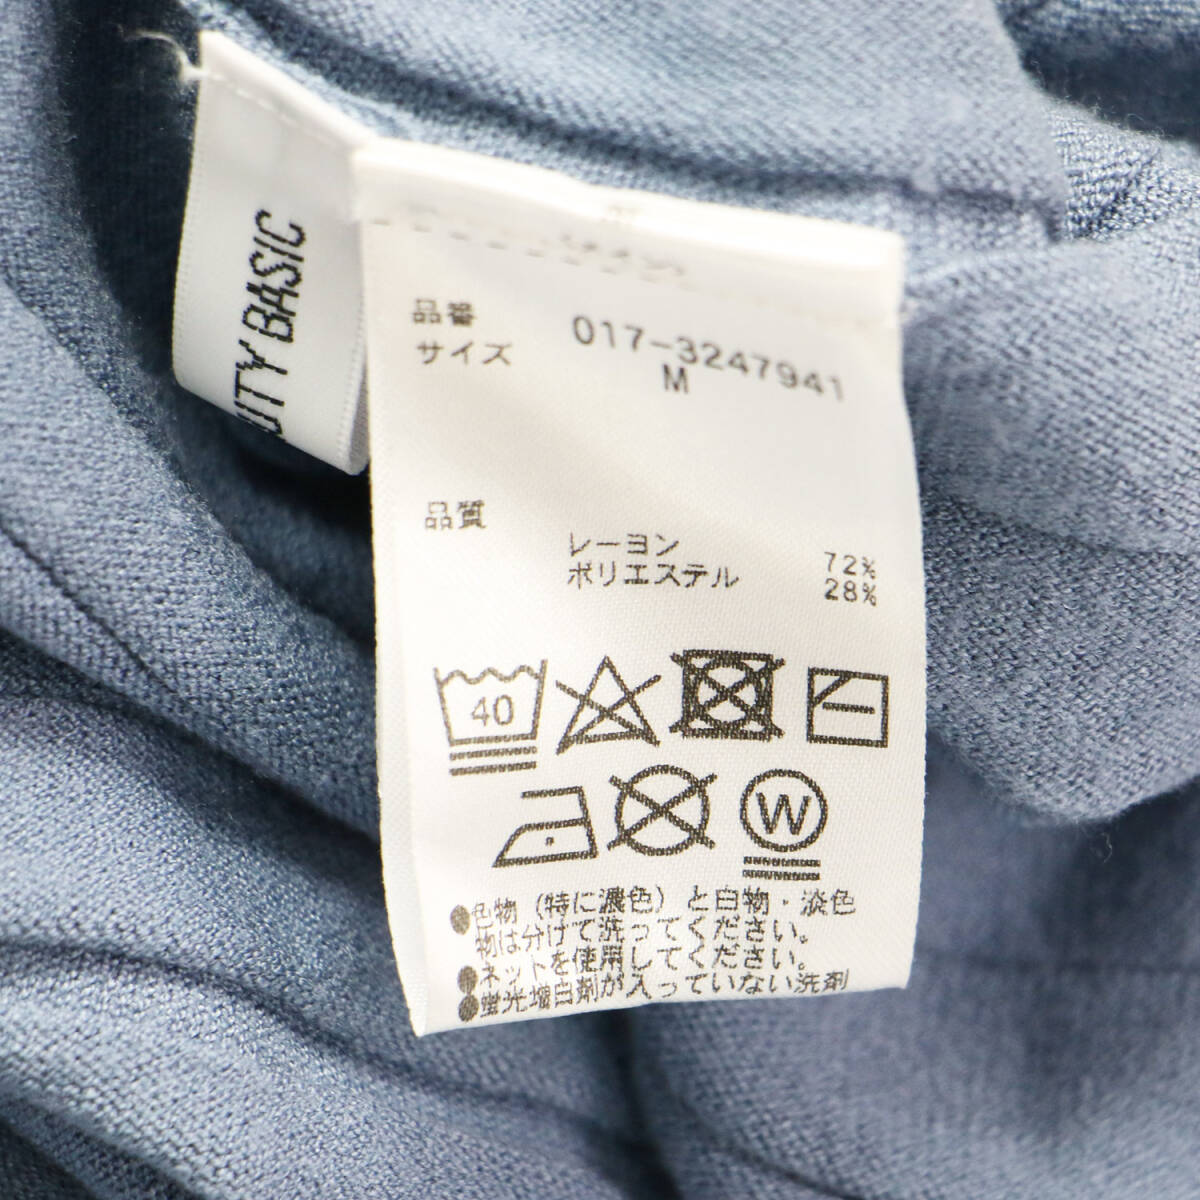 UTY BASIC
品番 017-3247941
サイズ M
品質
レーヨン 72%
ポリエステル 28%
40
W
●色物(特に濃色)と白物・淡色
物は分けて洗ってください。
●ネットを使用してください。
●蛍光増白剤が入っていない洗剤